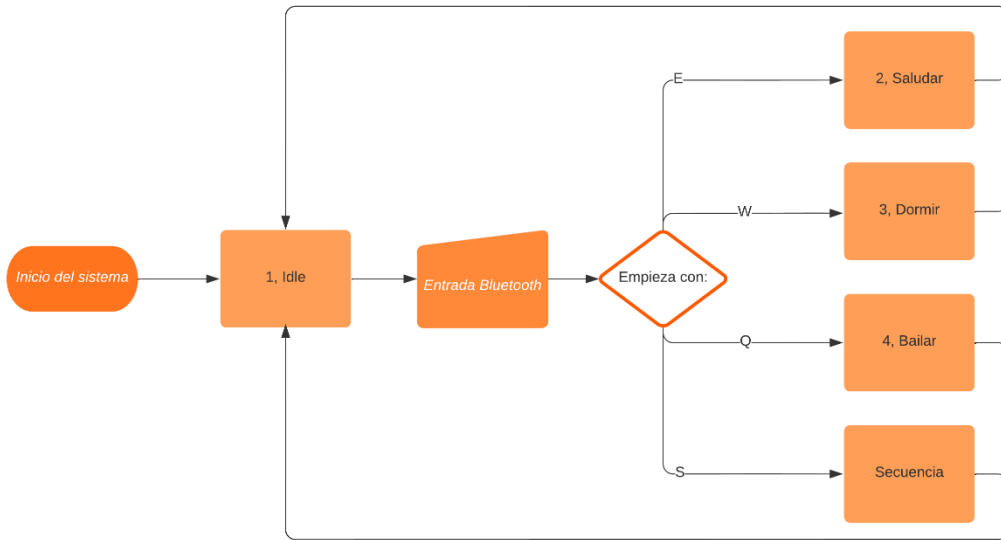 Inicio del sistema
1, Idle
Entrada Bluetooth
Empieza con:
E
2, Saludar
W
3, Dormir
Q
4, Bailar
S
Secuencia